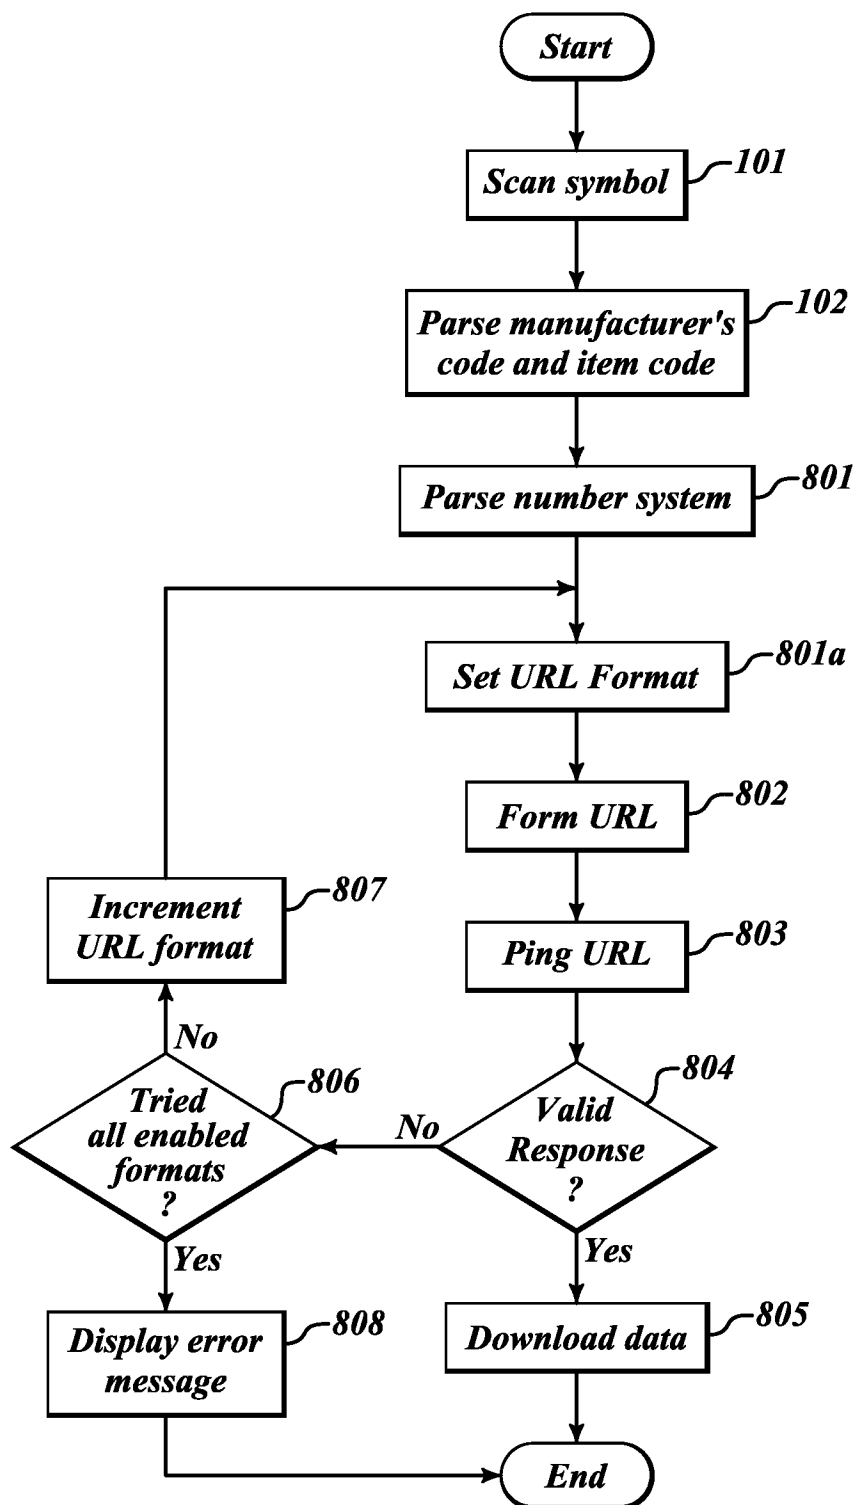 Start
Scan symbol
101
Parse manufacturer's
code and item code
102
Parse number system
801
Set URL Format
801a
Form URL
802
Increment
URL format
807
Ping URL
803
No
Tried
all enabled
formats
?
806
No
Valid
Response
?
804
Yes
Yes
Display error
message
808
Download data
805
End